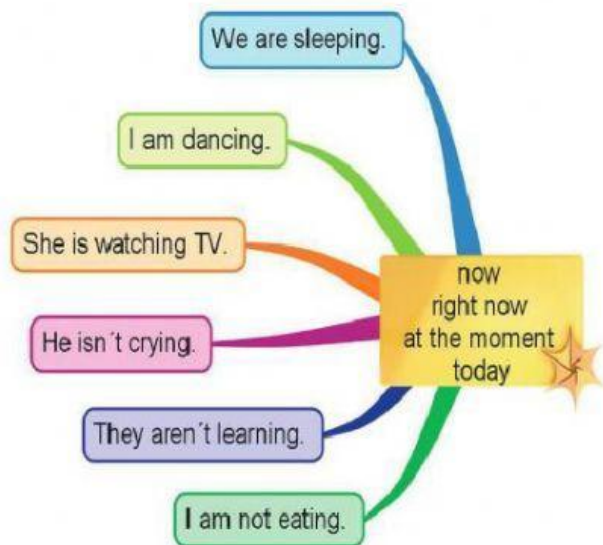 We are sleeping.
I am dancing.
She is watching TV.
He isn´t crying.
They aren´t learning.
I am not eating.
now
right now
at the moment
today